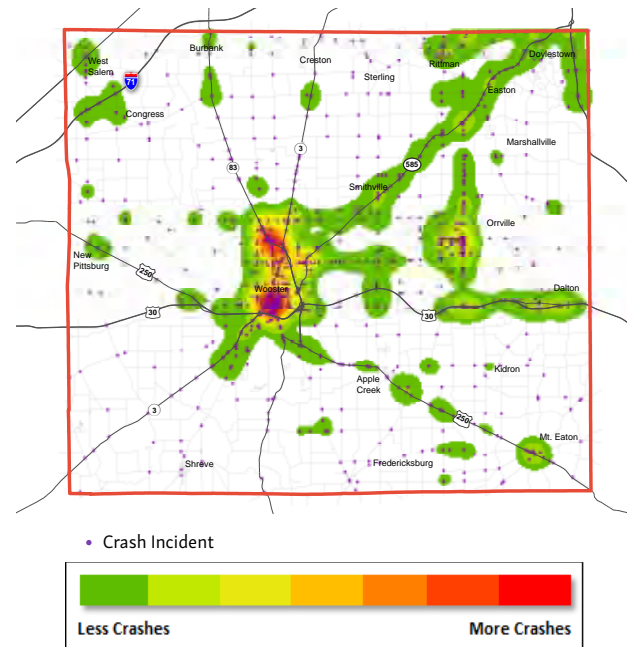 Burbank
Creston
Doylestown
West
Salem
Rittman
Sterling
71
Easton
Congress
Marshallville
3
585
83
Smithville
Orrville
New
Pittsburg
250
Wooster
Dalton
30
30
Kidron
Apple
Creek
3
250
Mt. Eaton
Shreve
Fredericksburg
• Crash Incident
Less Crashes More Crashes